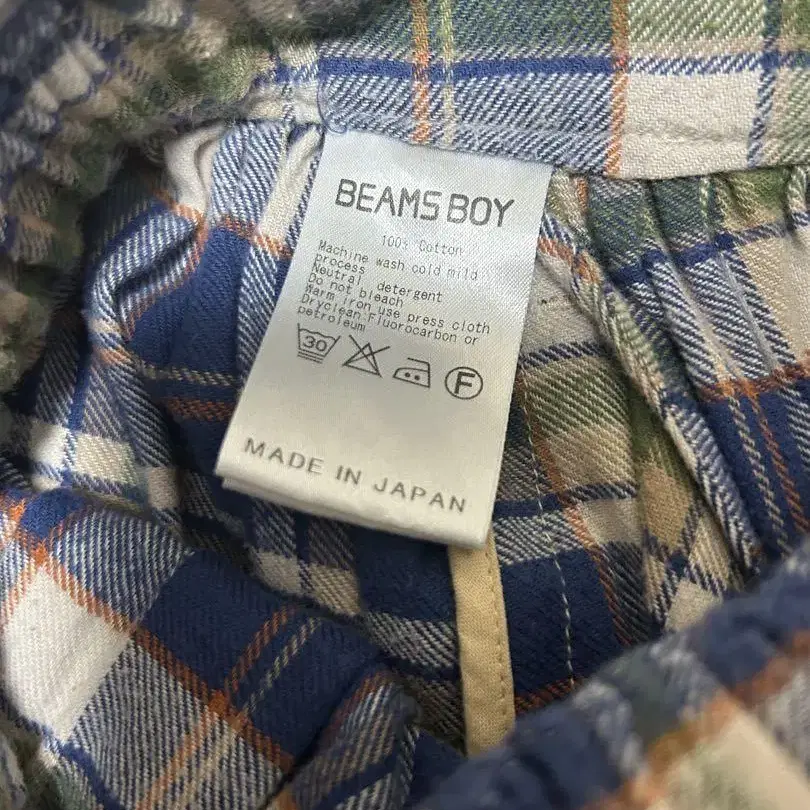 BEAMS BOY
100% Cotton
Machine wash cold mild
process
Neutral detergent
Do not bleach
Warm iron use press cloth
Dryclean:Fluorocarbon or
petroleum
30 F
MADE IN JAPAN